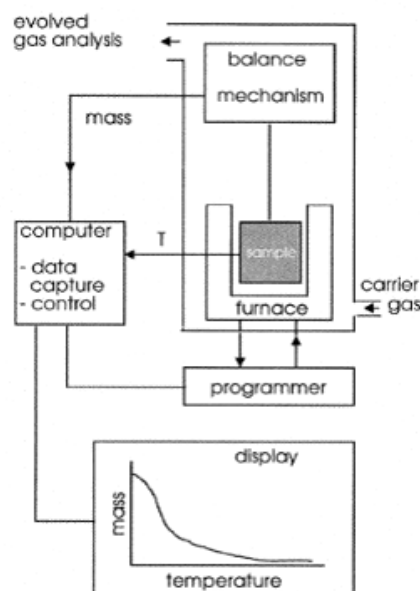 evolved
gas analysis
balance
mechanism
mass
computer
- data
capture
- control
T
sample
furnace
carrier
gas
programmer
display
mass
temperature